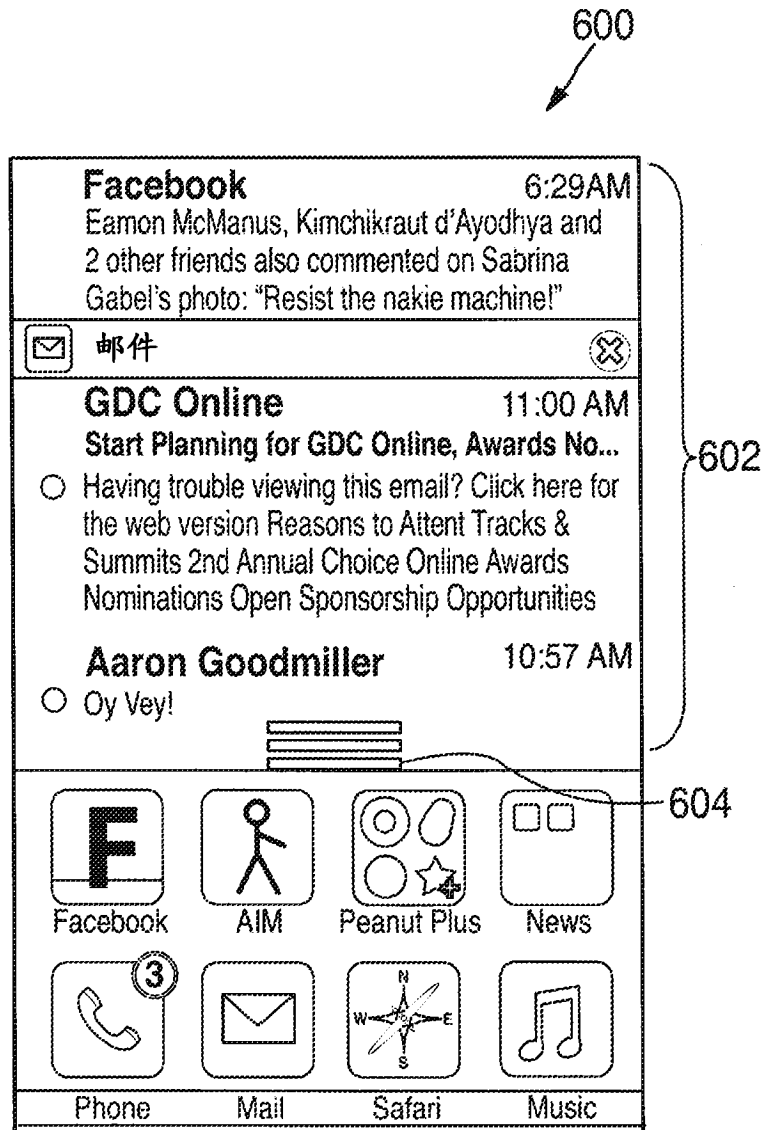 600
Facebook 6:29AM
Eamon McManus, Kimchikraut d'Ayodhya and
2 other friends also commented on Sabrina
Gabel's photo: "Resist the nakie machine!"
邮件
GDC Online 11:00 AM
Start Planning for GDC Online, Awards No...
Having trouble viewing this email? Click here for
the web version Reasons to Attent Tracks &
Summits 2nd Annual Choice Online Awards
Nominations Open Sponsorship Opportunities
602
Aaron Goodmiller 10:57 AM
Oy Vey!
604
F
Facebook AIM Peanut Plus News
3
N
W E
S
Phone Mail Safari Music